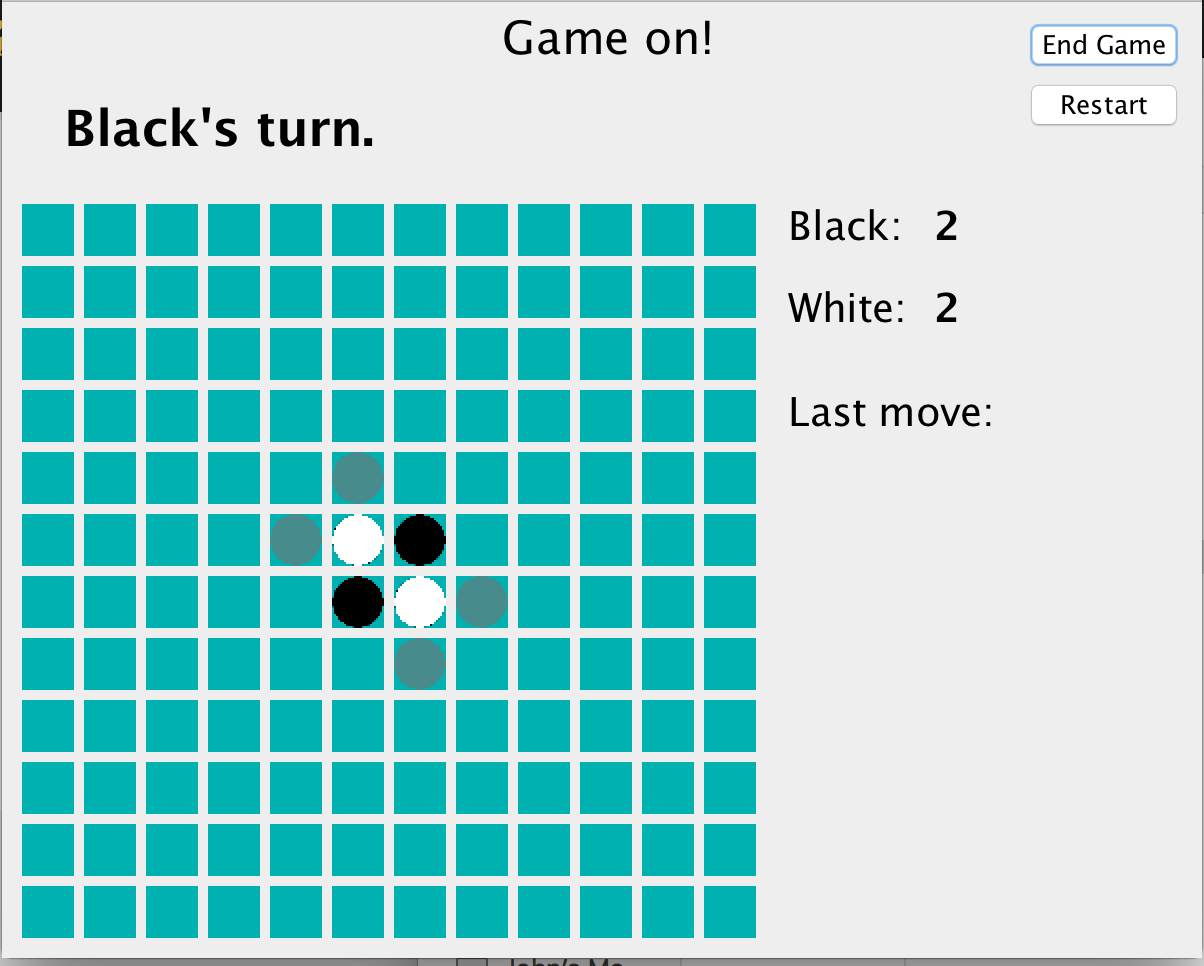 Game on!
End Game
Restart
Black's turn.
Black: 2
White: 2
Last move: